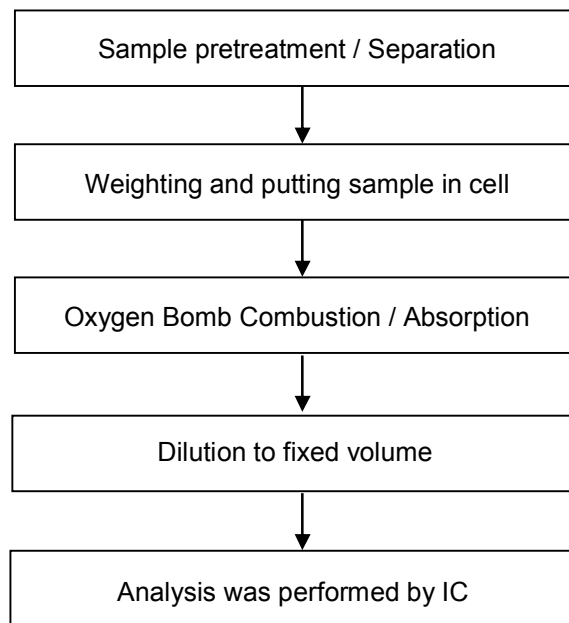 Sample pretreatment / Separation
Weighting and putting sample in cell
Oxygen Bomb Combustion / Absorption
Dilution to fixed volume
Analysis was performed by IC